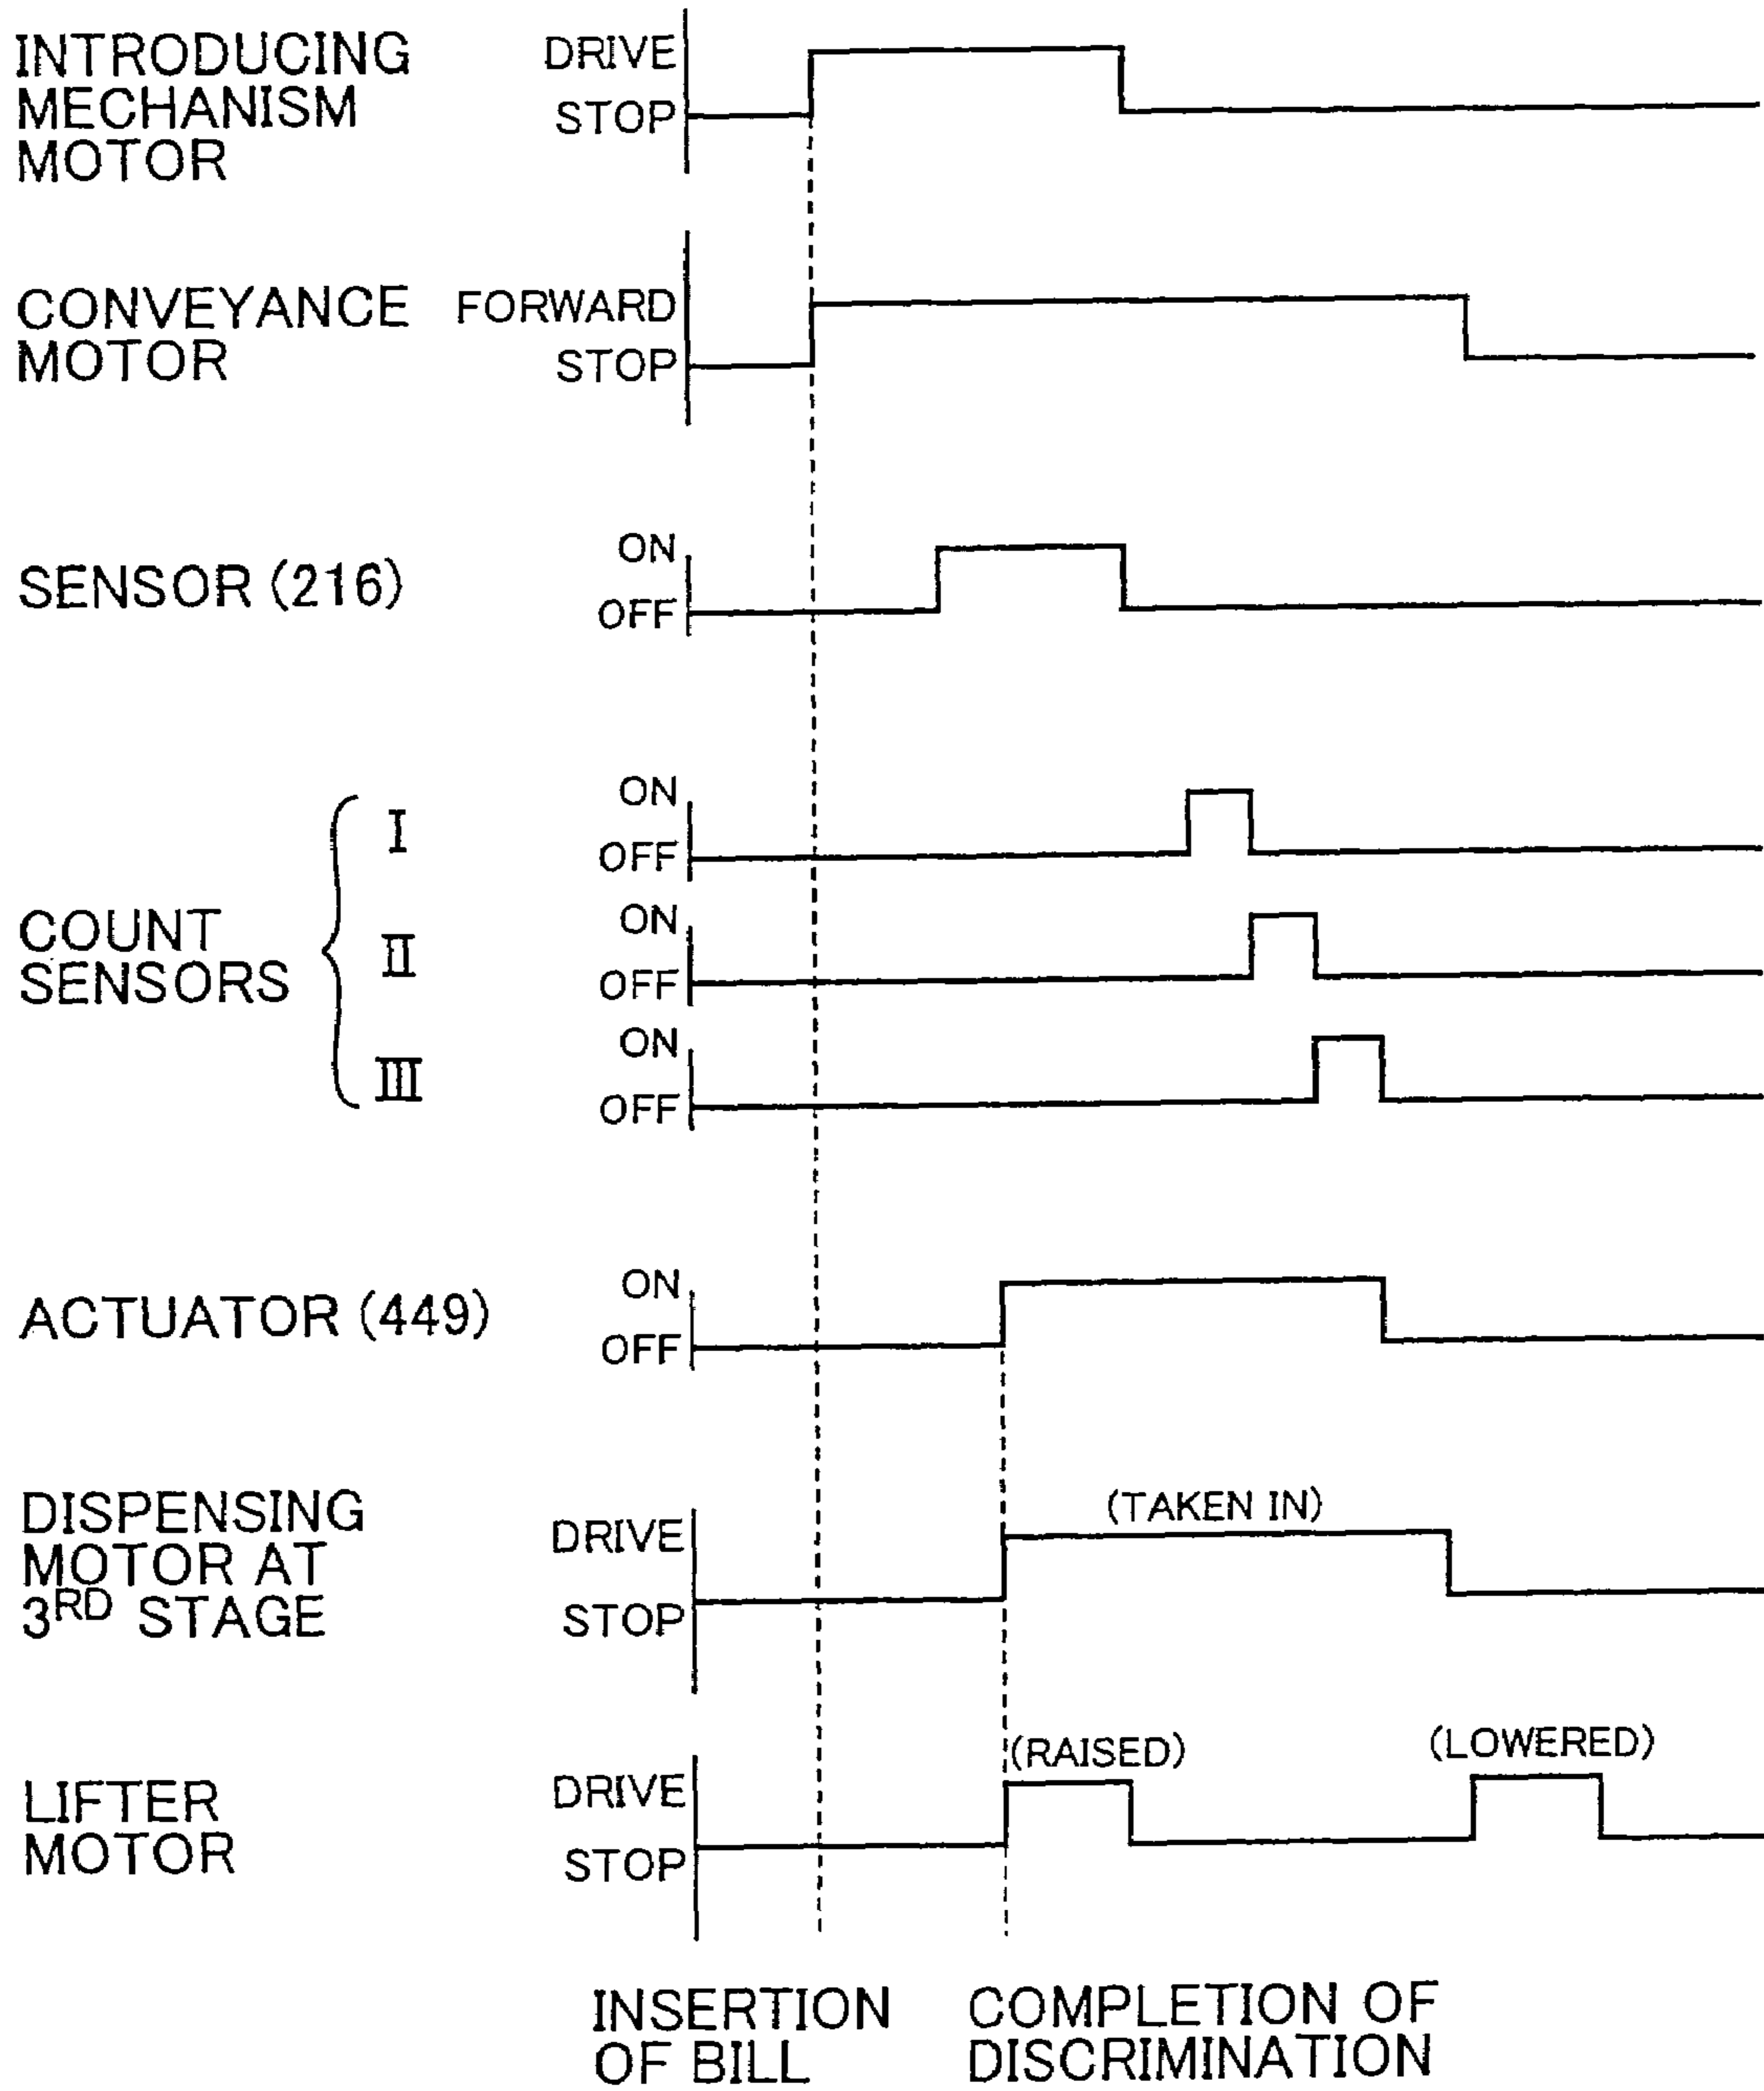 INTRODUCING
MECHANISM
MOTOR
DRIVE
STOP
CONVEYANCE
MOTOR
FORWARD
STOP
SENSOR (216)
ON
OFF
COUNT
SENSORS
I
ON
OFF
II
ON
OFF
III
ON
OFF
ACTUATOR (449)
ON
OFF
DISPENSING
MOTOR AT
3RD STAGE
DRIVE
STOP
(TAKEN IN)
LIFTER
MOTOR
DRIVE
STOP
(RAISED)
(LOWERED)
INSERTION
OF BILL
COMPLETION OF
DISCRIMINATION